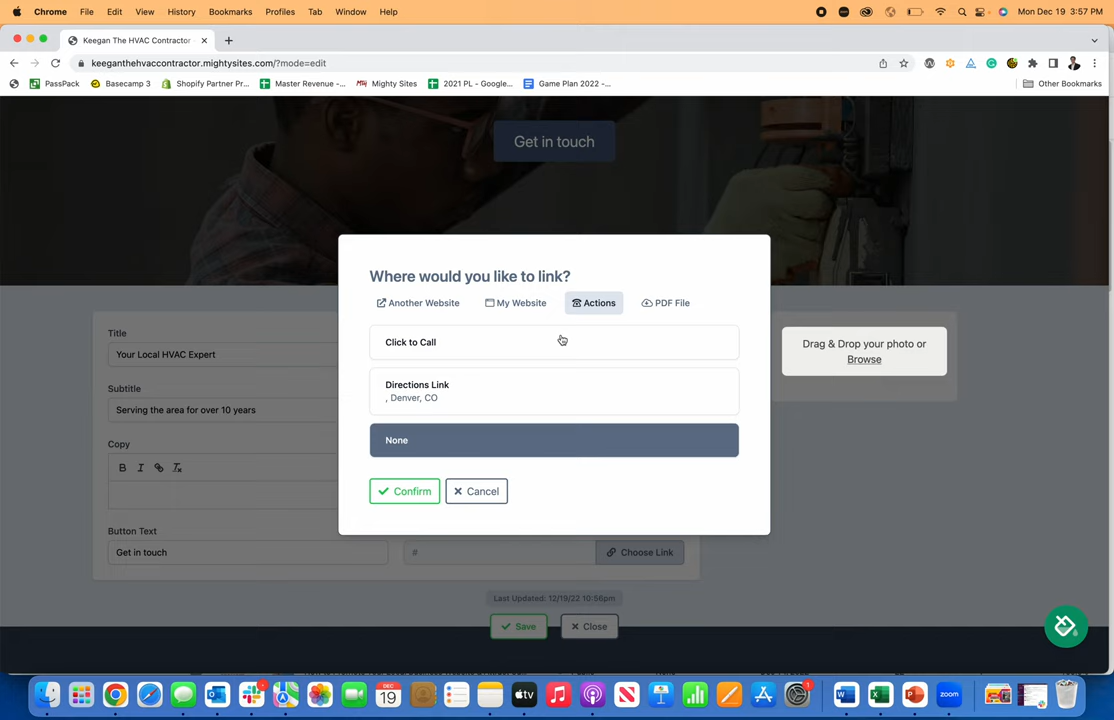 Chrome File Edit View History Bookmarks Profiles Tab Window Help Mon Dec 19 3:57 PM
Keegan The HVAC Contractor
keeganthehvaccontractor.mightysites.com/?mode=edit
PassPack Basecamp 3 Shopify Partner Pr... Master Revenue -... Mighty Sites 2021 PL - Google... Game Plan 2022 -... Other Bookmarks
Get in touch
Where would you like to link?
Another Website My Website Actions PDF File
Title
Your Local HVAC Expert
Click to Call
Drag & Drop your photo or
Browse
Subtitle
Serving the area for over 10 years
Directions Link
, Denver, CO
Copy
None
B I
Confirm Cancel
Button Text
Get in touch # Choose Link
Last Updated: 12/19/22 10:56pm
Save Close
DEC
19
tv
zoom
1